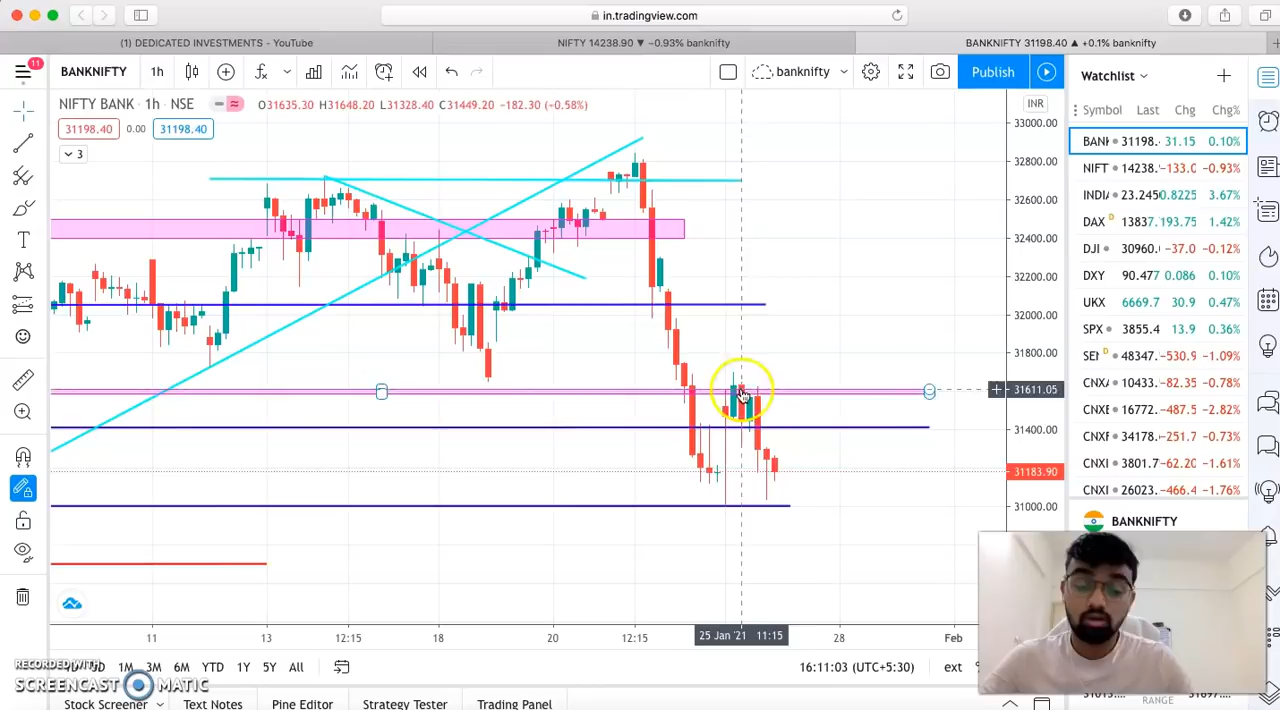 in.tradingview.com
(1) DEDICATED INVESTMENTS - YouTube
NIFTY 14238.90 ▼ −0.93% banknifty
BANKNIFTY 31198.40 ▲ +0.1% banknifty
11
BANKNIFTY 1h
banknifty
Publish
Watchlist
NIFTY BANK · 1h · NSE O31635.30 H31648.20 L31328.40 C31449.20 −182.30 (−0.58%)
INR
Symbol Last Chg Chg%
31198.40 0.00 31198.40
3
33000.00
32800.00
32600.00
32400.00
32200.00
32000.00
31800.00
31611.05
31400.00
31183.90
31000.00
31198. 31.15 0.10%
NIFT 14238. -133.0 −0.93%
INDIA 23.2450 0.8225 3.67%
DAX D 13837. 193.75 1.42%
DJI 30960. -37.0 −0.12%
DXY 90.477 0.086 0.10%
UKX 6669.7 30.9 0.47%
SPX 3855.4 13.9 0.36%
D 48347. -530.9 −1.09%
10433. -82.35 −0.78%
16772. -487.5 −2.82%
34178. -251.7 −0.73%
CNXI 3801.7 -62.20 −1.61%
CNXI 26023. -466.4 −1.76%
BANKNIFTY
11 13 12:15 18 20 12:15 25 Jan '21 11:15 28 Feb
RECORDED WITH
SCREENCAST MATIC
1M 3M 6M YTD 1Y 5Y All
16:11:03 (UTC+5:30)
ext
RANGE
Stock Screener Text Notes Pine Editor Strategy Tester Trading Panel